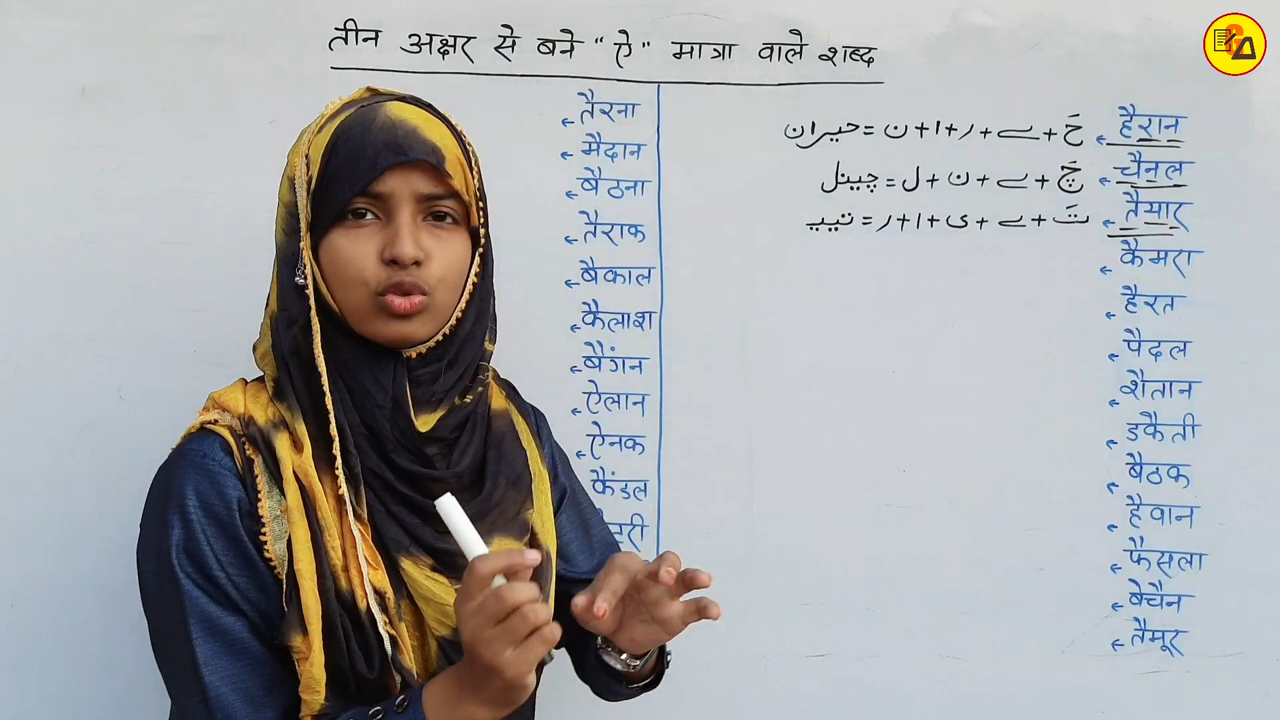 तीन अक्षर से बने "ऐ" मात्रा वाले शब्द
हैरान ← حَ + ے + ر + ا + ن = حیران
चैनल ← چَ + ے + ن + ل = چینل
तैयार ← تَ + ے + ی + ا + ر = تیی
कैमरा
हैरत
पैदल
शैतान
डकैती
बैठक
हैवान
फैसला
बेचैन
तैमूर
तैरना
मैदान
बैठना
तैराक
बैकाल
कैलाश
बैंगन
ऐलान
ऐनक
कैंडल